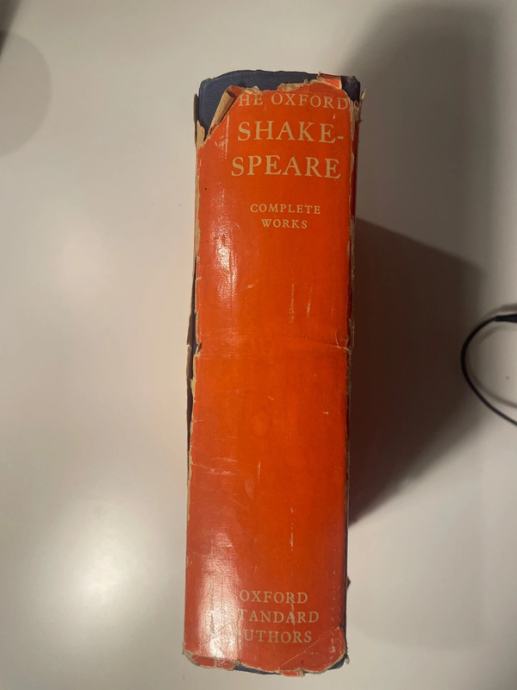 HE OXFORD
SHAKE-
SPEARE
COMPLETE
WORKS
OXFORD
TANDARD
UTHORS